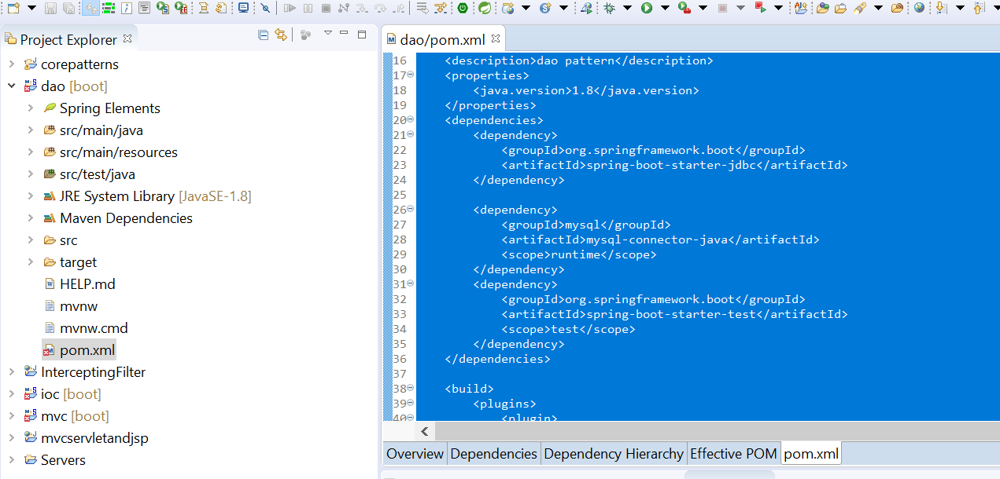 Project Explorer
corepatterns
dao [boot]
Spring Elements
src/main/java
src/main/resources
src/test/java
JRE System Library [JavaSE-1.8]
Maven Dependencies
src
target
HELP.md
mvnw
mvnw.cmd
pom.xml
InterceptingFilter
ioc [boot]
mvc [boot]
mvcservletandjsp
Servers
dao/pom.xml
16 <description>dao pattern</description>
17 <properties>
18 <java.version>1.8</java.version>
19 </properties>
20 <dependencies>
21 <dependency>
22 <groupId>org.springframework.boot</groupId>
23 <artifactId>spring-boot-starter-jdbc</artifactId>
24 </dependency>
25
26 <dependency>
27 <groupId>mysql</groupId>
28 <artifactId>mysql-connector-java</artifactId>
29 <scope>runtime</scope>
30 </dependency>
31 <dependency>
32 <groupId>org.springframework.boot</groupId>
33 <artifactId>spring-boot-starter-test</artifactId>
34 <scope>test</scope>
35 </dependency>
36 </dependencies>
37
38 <build>
39 <plugins>
40 <plugin>
Overview Dependencies Dependency Hierarchy Effective POM pom.xml